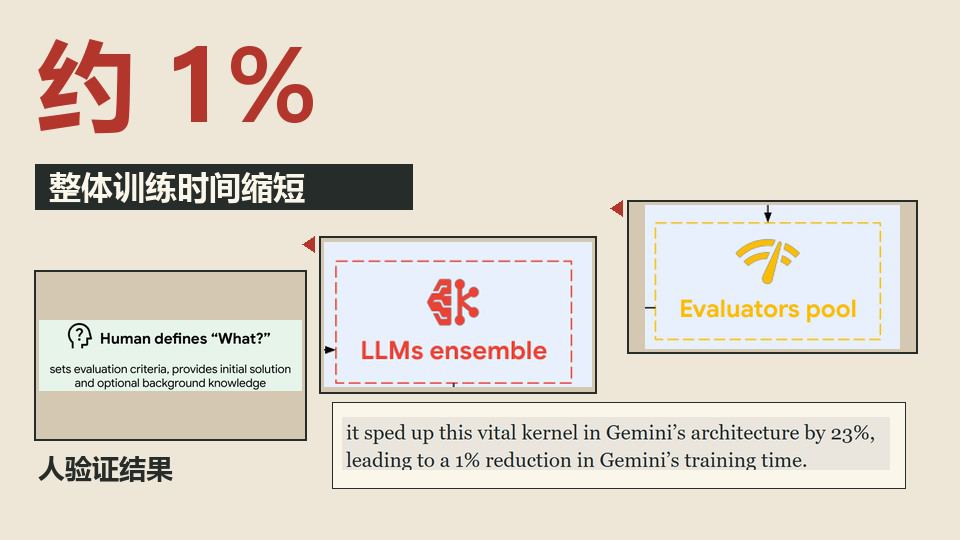 约 1%
整体训练时间缩短
Human defines “What?”
sets evaluation criteria, provides initial solution
and optional background knowledge
人验证结果
LLMs ensemble
Evaluators pool
it sped up this vital kernel in Gemini’s architecture by 23%,
leading to a 1% reduction in Gemini’s training time.